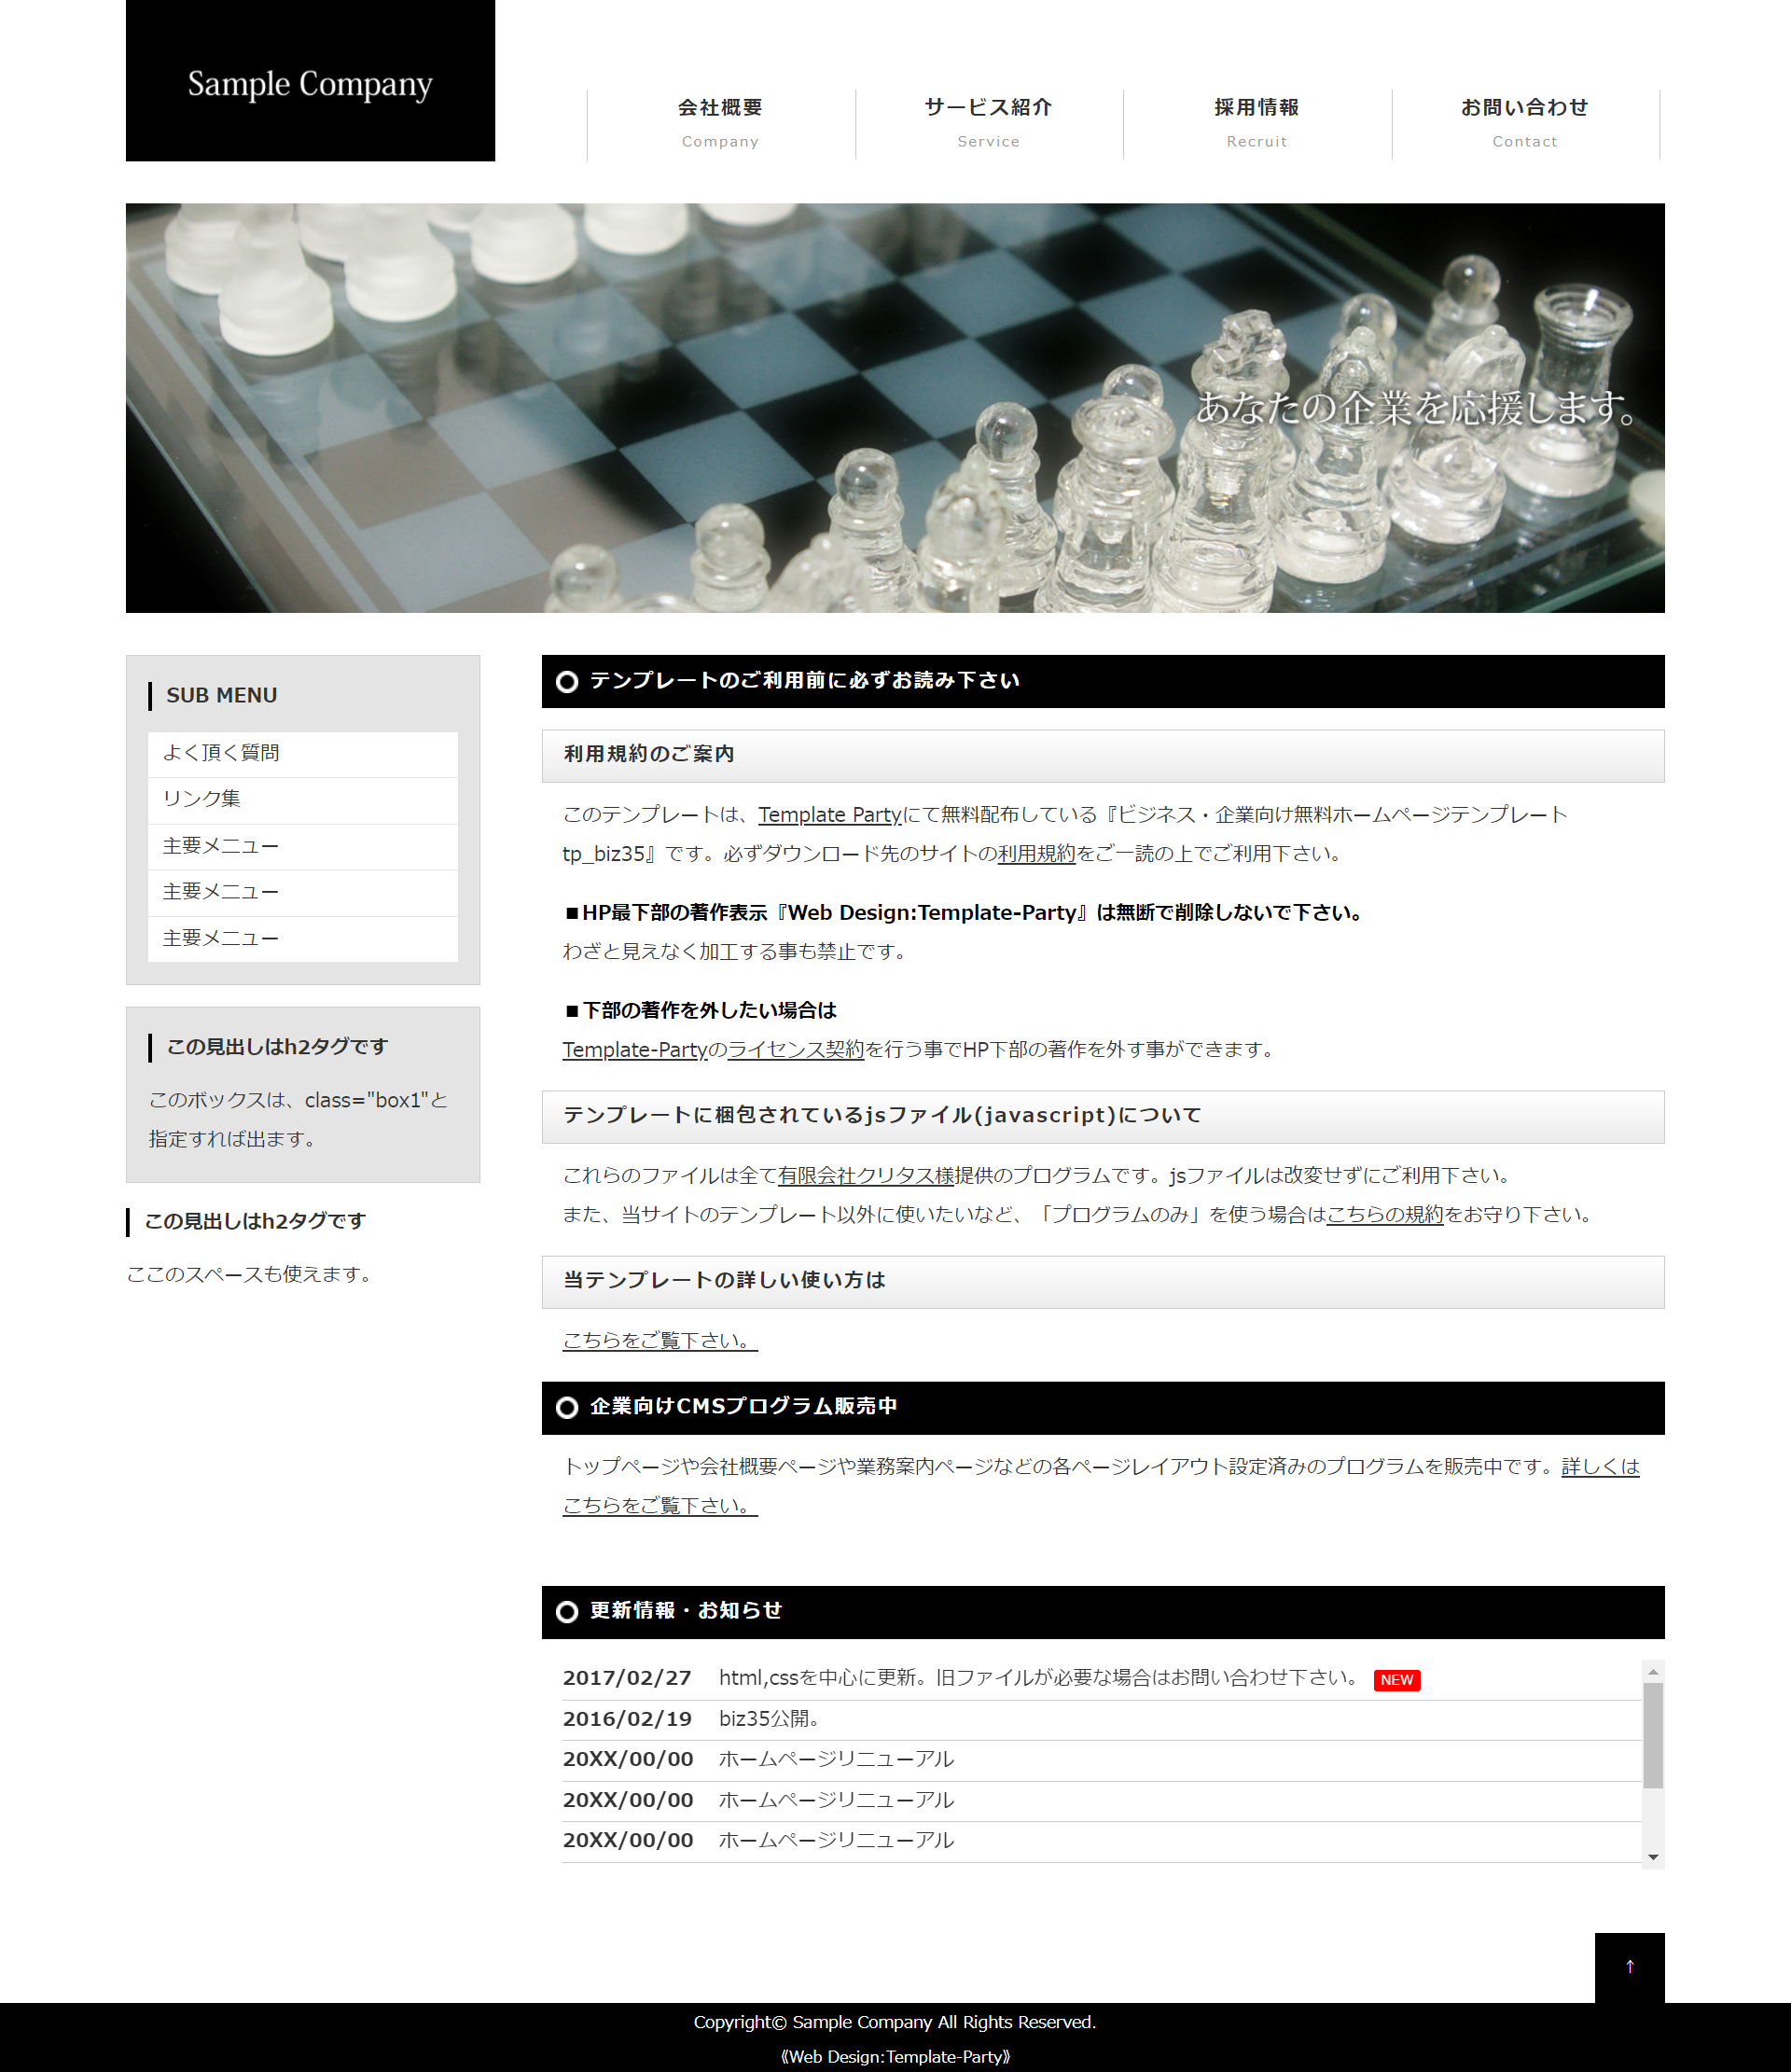 Sample Company
会社概要
Company
サービス紹介
Service
採用情報
Recruit
お問い合わせ
Contact
あなたの企業を応援します。
SUB MENU
よく頂く質問
リンク集
主要メニュー
主要メニュー
主要メニュー
この見出しはh2タグです
このボックスは、class="box1"と
指定すれば出ます。
この見出しはh2タグです
ここのスペースも使えます。
テンプレートのご利用前に必ずお読み下さい
利用規約のご案内
このテンプレートは、Template Partyにて無料配布している『ビジネス・企業向け無料ホームページテンプレート
tp_biz35』です。必ずダウンロード先のサイトの利用規約をご一読の上でご利用下さい。
■HP最下部の著作表示『Web Design:Template-Party』は無断で削除しないで下さい。
わざと見えなく加工する事も禁止です。
■下部の著作を外したい場合は
Template-Partyのライセンス契約を行う事でHP下部の著作を外す事ができます。
テンプレートに梱包されているjsファイル(javascript)について
これらのファイルは全て有限会社クリタス様提供のプログラムです。jsファイルは改変せずにご利用下さい。
また、当サイトのテンプレート以外に使いたいなど、「プログラムのみ」を使う場合はこちらの規約をお守り下さい。
当テンプレートの詳しい使い方は
こちらをご覧下さい。
企業向けCMSプログラム販売中
トップページや会社概要ページや業務案内ページなどの各ページレイアウト設定済みのプログラムを販売中です。詳しくは
こちらをご覧下さい。
更新情報・お知らせ
2017/02/27 html,cssを中心に更新。旧ファイルが必要な場合はお問い合わせ下さい。 NEW
2016/02/19 biz35公開。
20XX/00/00 ホームページリニューアル
20XX/00/00 ホームページリニューアル
20XX/00/00 ホームページリニューアル
↑
Copyright© Sample Company All Rights Reserved.
《Web Design:Template-Party》